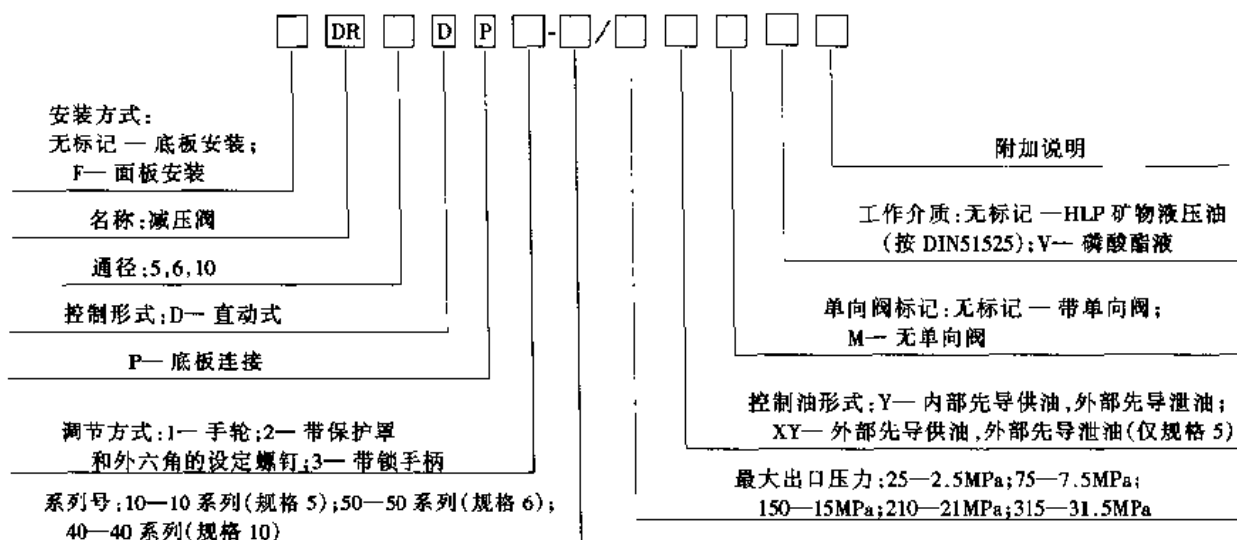 DR D P - /
安装方式:
无标记 — 底板安装;
F— 面板安装
名称:减压阀
通径:5,6,10
控制形式;D— 直动式
P— 底板连接
调节方式:1— 手轮;2— 带保护罩
和外六角的设定螺钉;3— 带锁手柄
系列号;10—10 系列(规格 5);50—50 系列(规格 6);
40—40 系列(规格 10)
附加说明
工作介质:无标记 —HLP 矿物液压油
(按 DIN51525);V— 磷酸酯液
单向阀标记:无标记 — 带单向阀;
M— 无单向阀
控制油形式;Y— 内部先导供油,外部先导泄油;
XY— 外部先导供油,外部先导泄油(仅规格 5)
最大出口压力;25—2.5MPa;75—7.5MPa;
150—15MPa;210—21MPa;315—31.5MPa